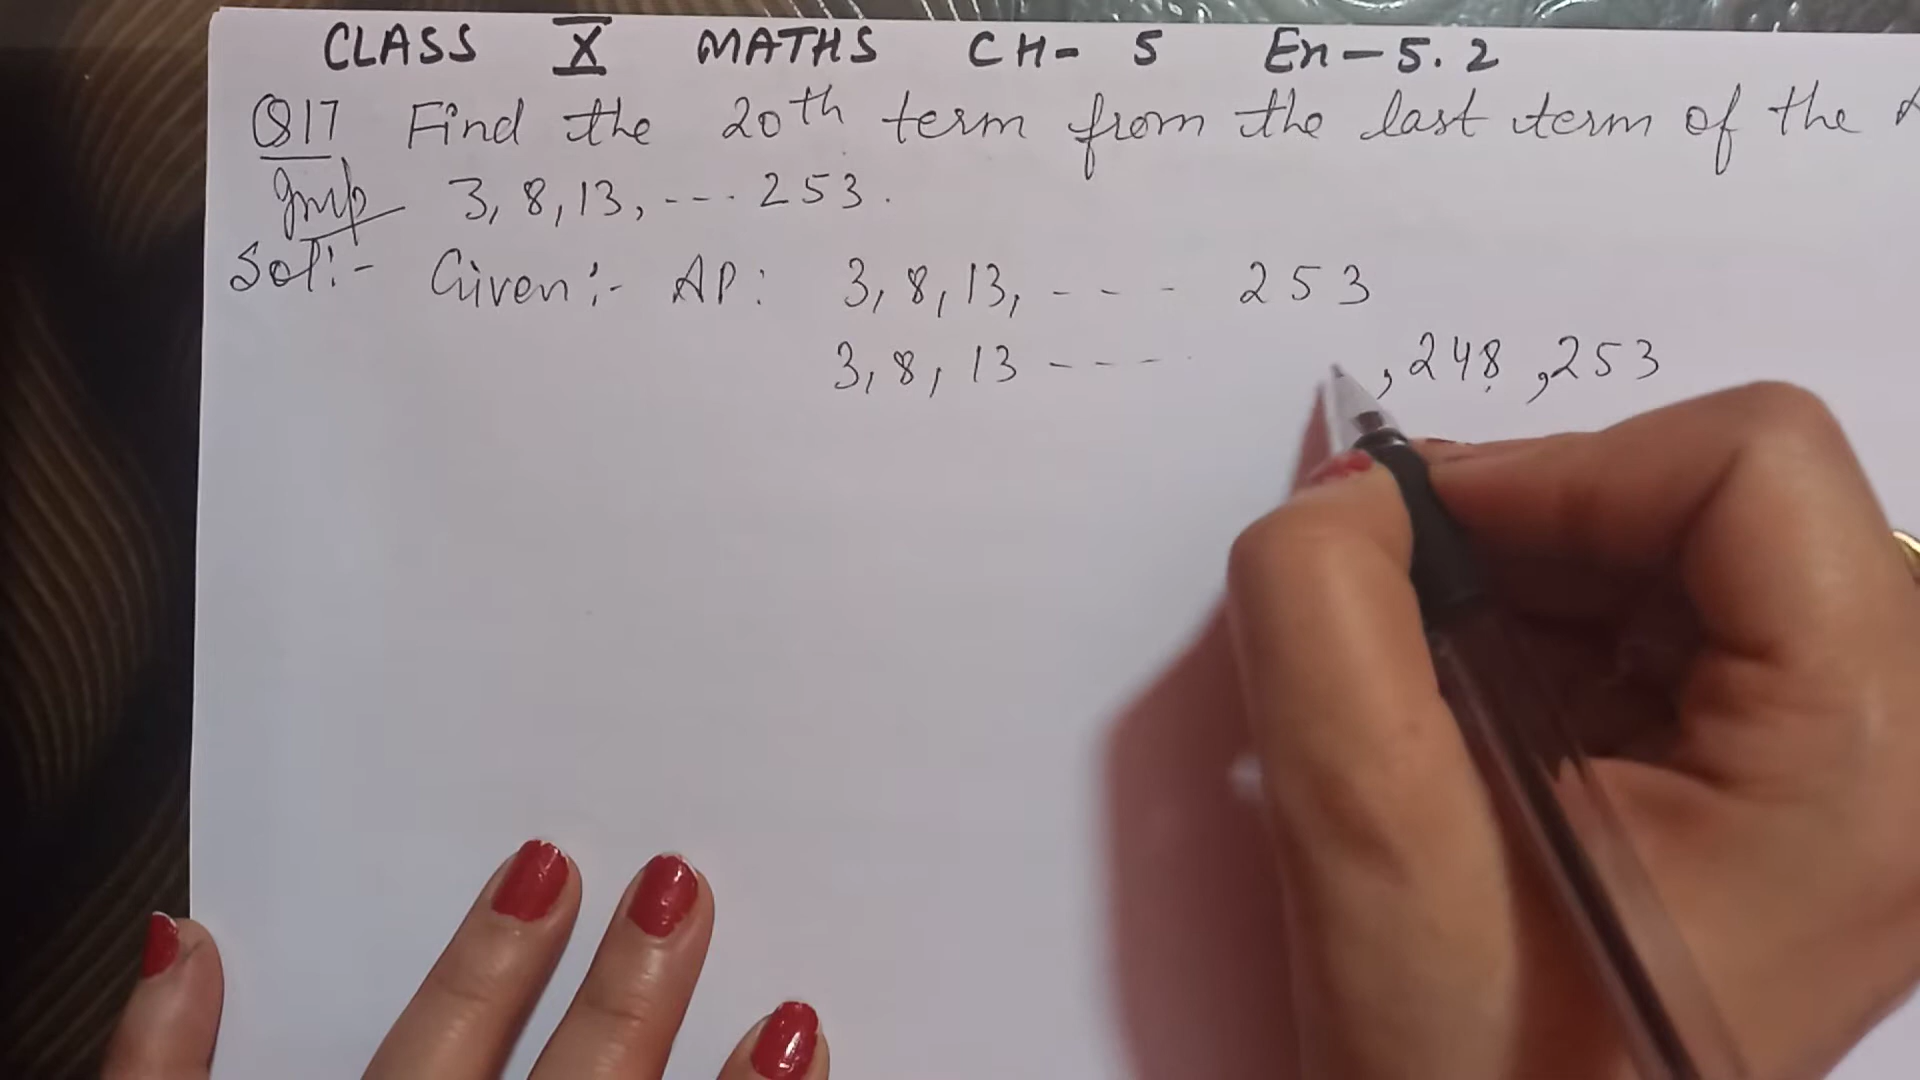 CLASS X MATHS CH- 5 Ex-5.2
Q17 Find the 20th term from the last term of the
Imp 3, 8, 13, --- 253.
Sol:- Given:- AP: 3, 8, 13, --- 253
3, 8, 13 ---- , 248, 253